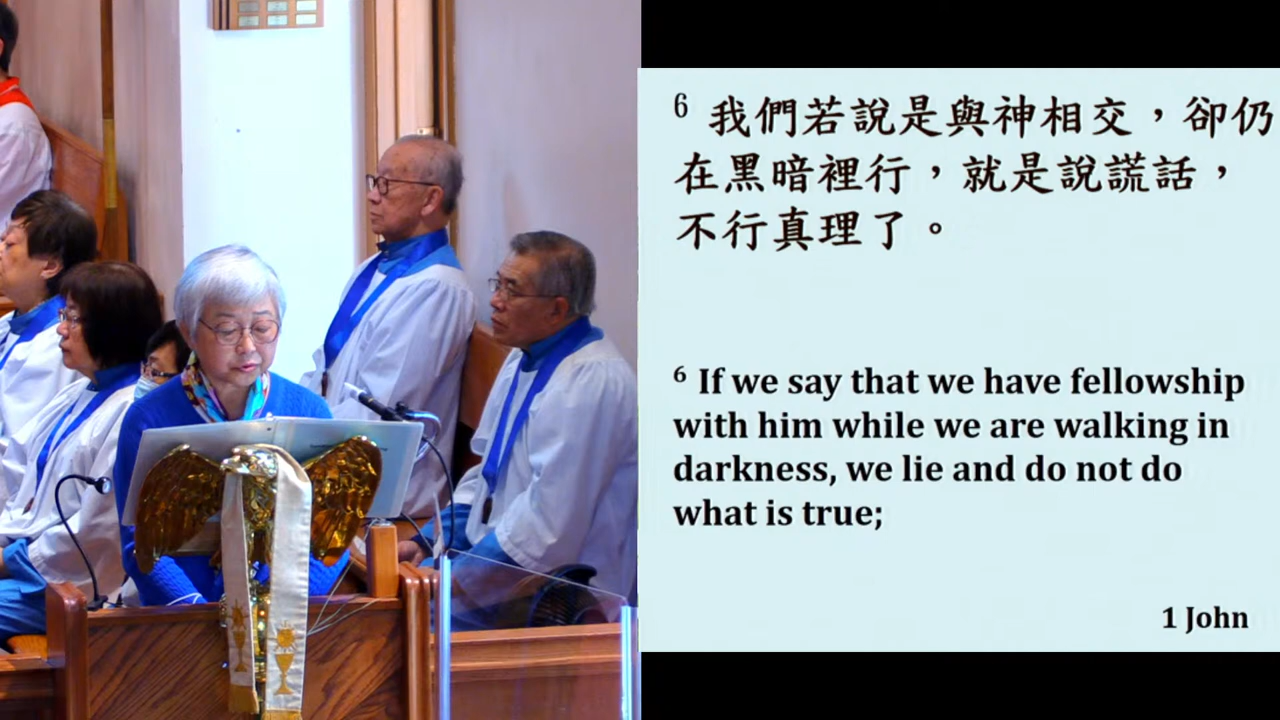 6 我們若說是與神相交，卻仍
在黑暗裡行，就是說謊話，
不行真理了。
6 If we say that we have fellowship
with him while we are walking in
darkness, we lie and do not do
what is true;
1 John